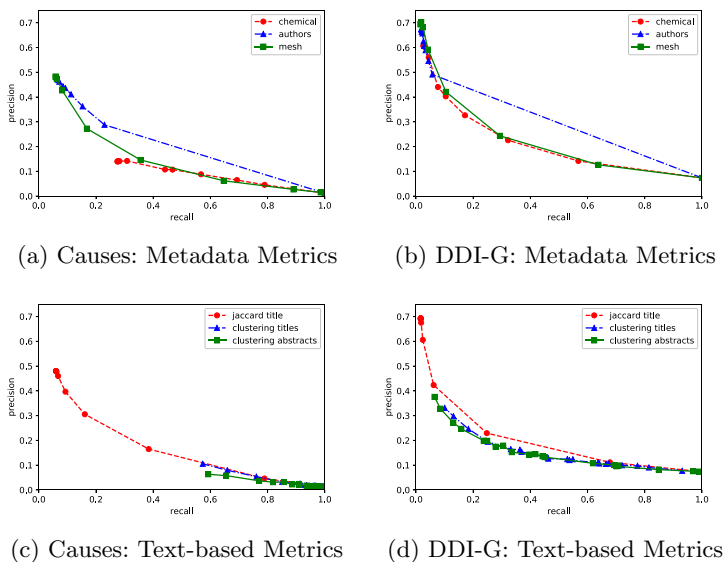 0.7
0.6
0.5
0.4
0.3
0.2
0.1
0.0
precision
0.0 0.2 0.4 0.6 0.8 1.0
recall
chemical
authors
mesh
(a) Causes: Metadata Metrics
0.7
0.6
0.5
0.4
0.3
0.2
0.1
0.0
precision
0.0 0.2 0.4 0.6 0.8 1.0
recall
chemical
authors
mesh
(b) DDI-G: Metadata Metrics
0.7
0.6
0.5
0.4
0.3
0.2
0.1
0.0
precision
0.0 0.2 0.4 0.6 0.8 1.0
recall
jaccard title
clustering titles
clustering abstracts
(c) Causes: Text-based Metrics
0.7
0.6
0.5
0.4
0.3
0.2
0.1
0.0
precision
0.0 0.2 0.4 0.6 0.8 1.0
recall
jaccard title
clustering titles
clustering abstracts
(d) DDI-G: Text-based Metrics